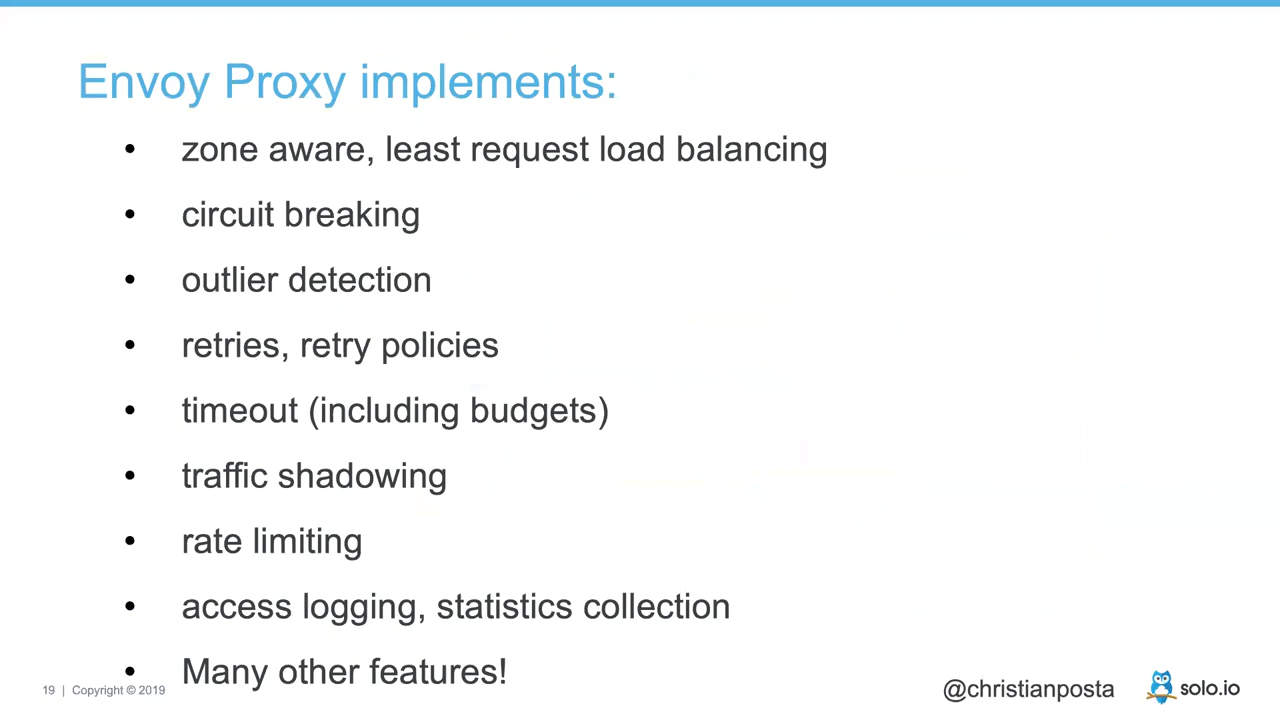 Envoy Proxy implements:
• zone aware, least request load balancing
• circuit breaking
• outlier detection
• retries, retry policies
• timeout (including budgets)
• traffic shadowing
• rate limiting
• access logging, statistics collection
• Many other features!
19 | Copyright © 2019
@christianposta
solo.io